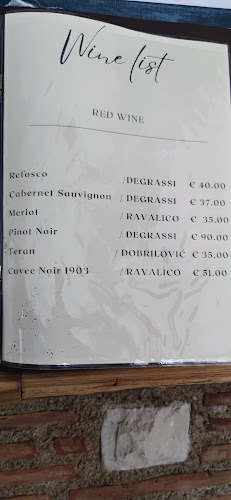 Wine list
RED WINE
Refosco /DEGRASSI € 40.00
Cabernet Sauvignon / DEGRASSI € 37.00
Merlot / RAVALICO € 35.00
Pinot Noir / DEGRASSI € 90.00
Teran / DOBRILOVIĆ € 35.00
Cuvee Noir 1903 / RAVALICO € 51.00